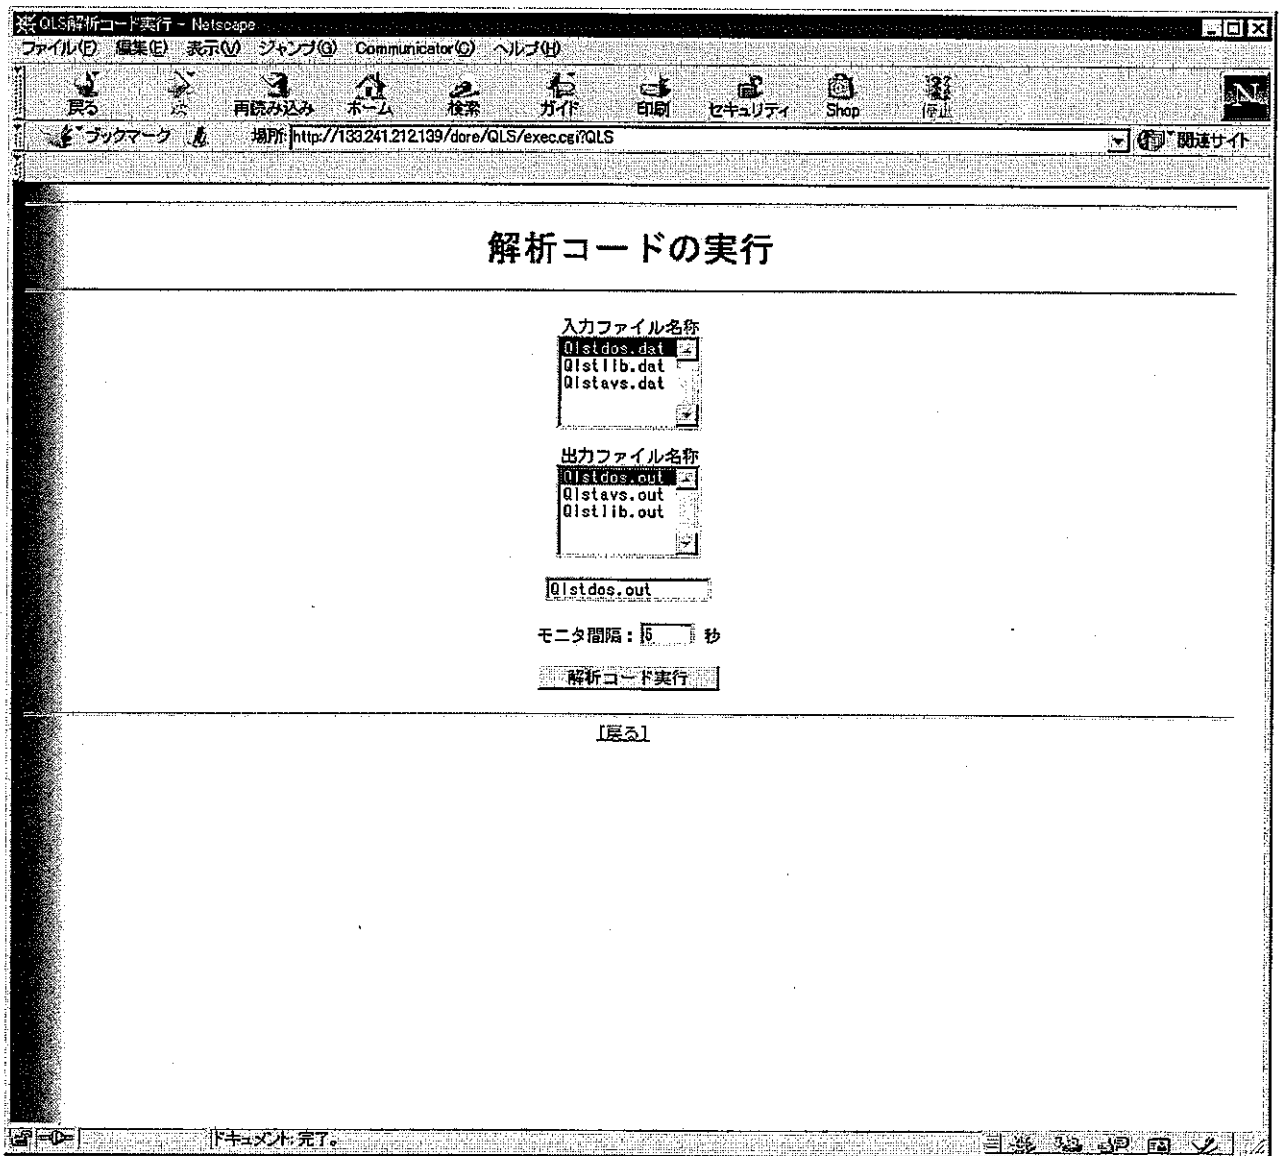 QLS解析コード実行 - Netscape
ファイル(F) 編集(E) 表示(V) ジャンプ(G) Communicator(C) ヘルプ(H)
戻る 次 再読み込み ホーム 検索 ガイド 印刷 セキュリティ Shop 停止
ブックマーク 場所: http://133.241.212.139/dore/QLS/exec.cgi?QLS 関連サイト
解析コードの実行
入力ファイル名称
Qlstdos.dat
Qlstlib.dat
Qlstavs.dat
出力ファイル名称
Qlstdos.out
Qlstavs.out
Qlstlib.out
Qlstdos.out
モニタ間隔: 5 秒
解析コード実行
[戻る]
ドキュメント: 完了。